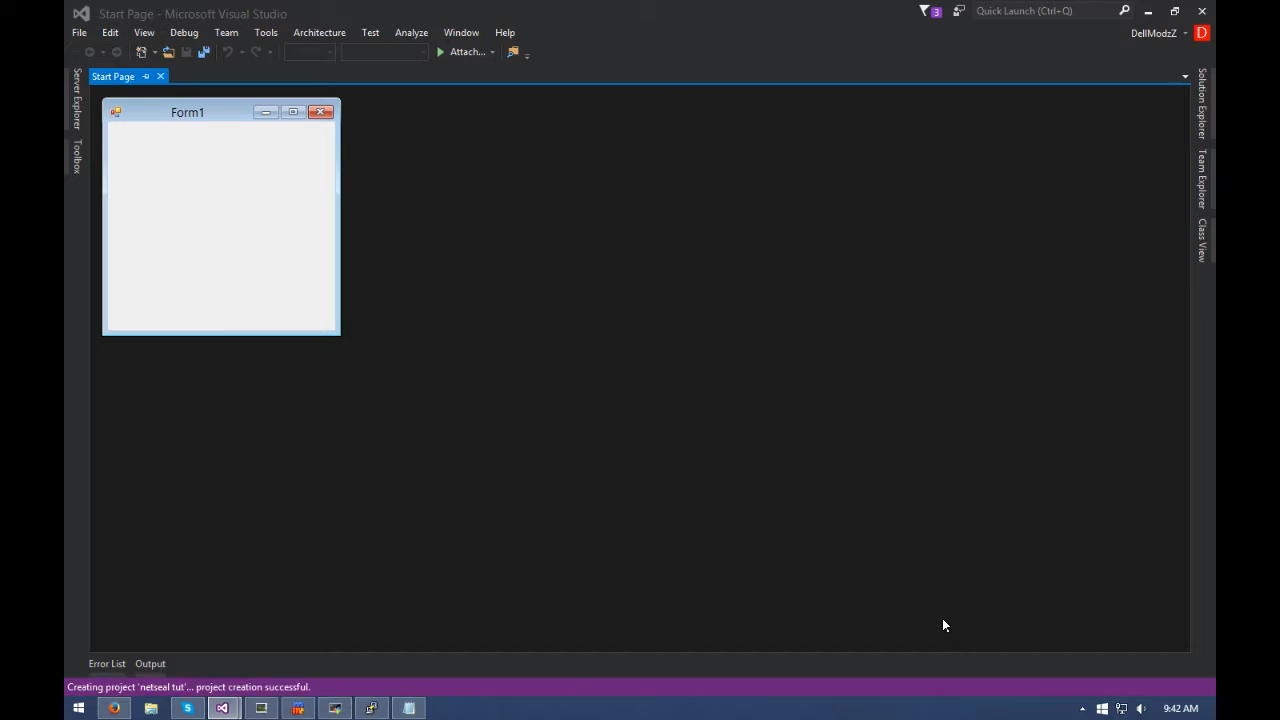 Start Page - Microsoft Visual Studio
3
Quick Launch (Ctrl+Q)
File Edit View Debug Team Tools Architecture Test Analyze Window Help
DellModzZ
D
Attach...
Start Page
Server Explorer
Toolbox
Form1
Solution Explorer
Team Explorer
Class View
Error List Output
Creating project 'netseal tut'... project creation successful.
9:42 AM